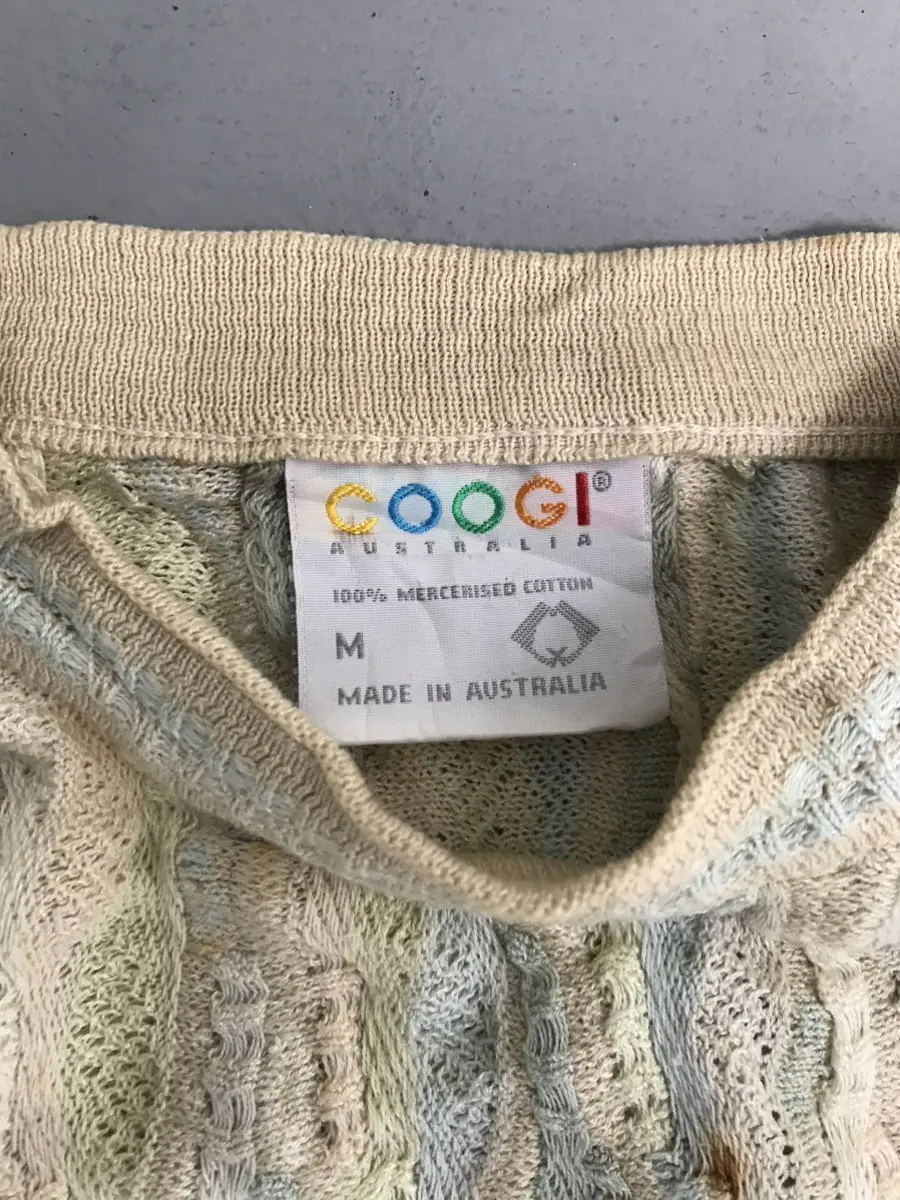 COOGI®
AUSTRALIA
100% MERCERISED COTTON
M
MADE IN AUSTRALIA